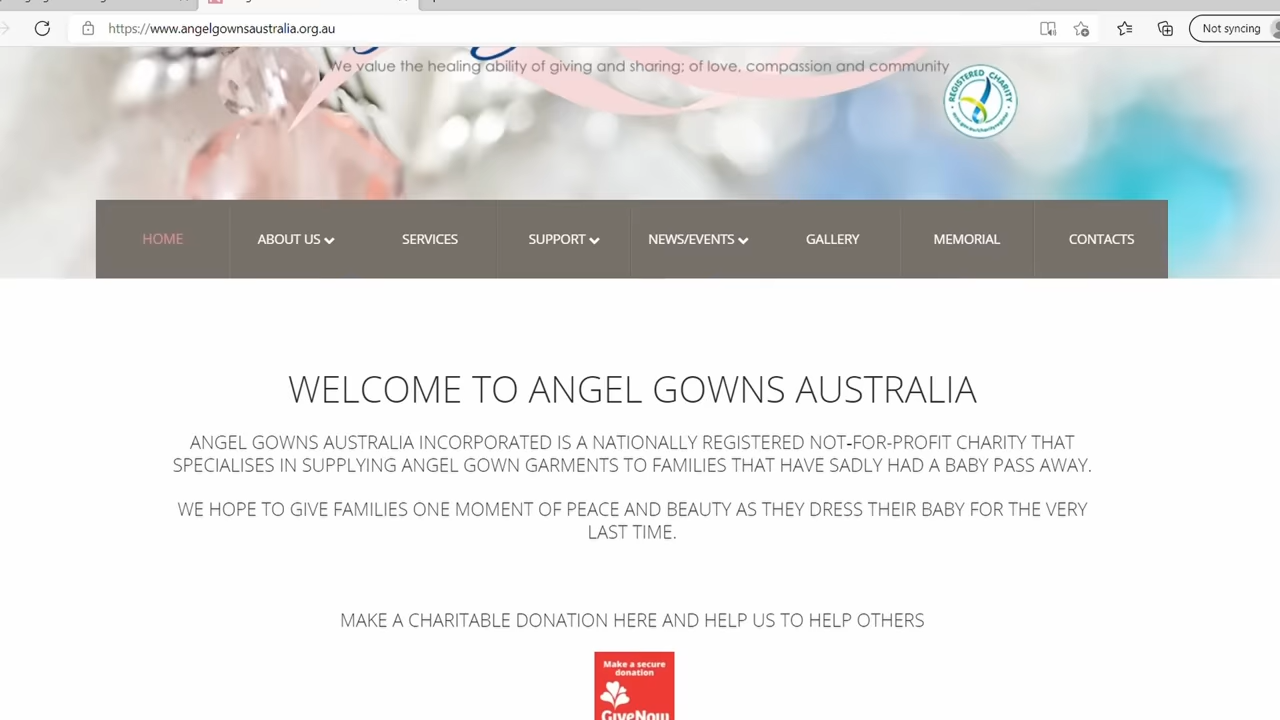 https://www.angelgownsaustralia.org.au
Not syncing
We value the healing ability of giving and sharing; of love, compassion and community
REGISTERED CHARITY
HOME
ABOUT US
SERVICES
SUPPORT
NEWS/EVENTS
GALLERY
MEMORIAL
CONTACTS
WELCOME TO ANGEL GOWNS AUSTRALIA
ANGEL GOWNS AUSTRALIA INCORPORATED IS A NATIONALLY REGISTERED NOT-FOR-PROFIT CHARITY THAT
SPECIALISES IN SUPPLYING ANGEL GOWN GARMENTS TO FAMILIES THAT HAVE SADLY HAD A BABY PASS AWAY.
WE HOPE TO GIVE FAMILIES ONE MOMENT OF PEACE AND BEAUTY AS THEY DRESS THEIR BABY FOR THE VERY
LAST TIME.
MAKE A CHARITABLE DONATION HERE AND HELP US TO HELP OTHERS
Make a secure
donation
GiveNow